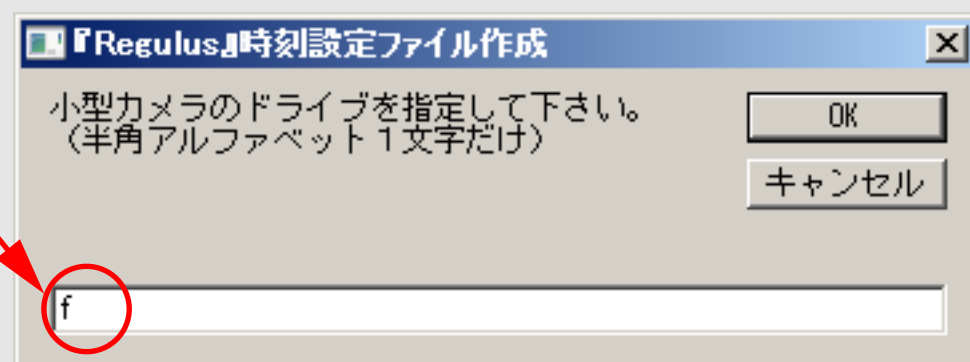 『Regulus』時刻設定ファイル作成
小型カメラのドライブを指定して下さい。
(半角アルファベット1文字だけ)
OK
キャンセル
f